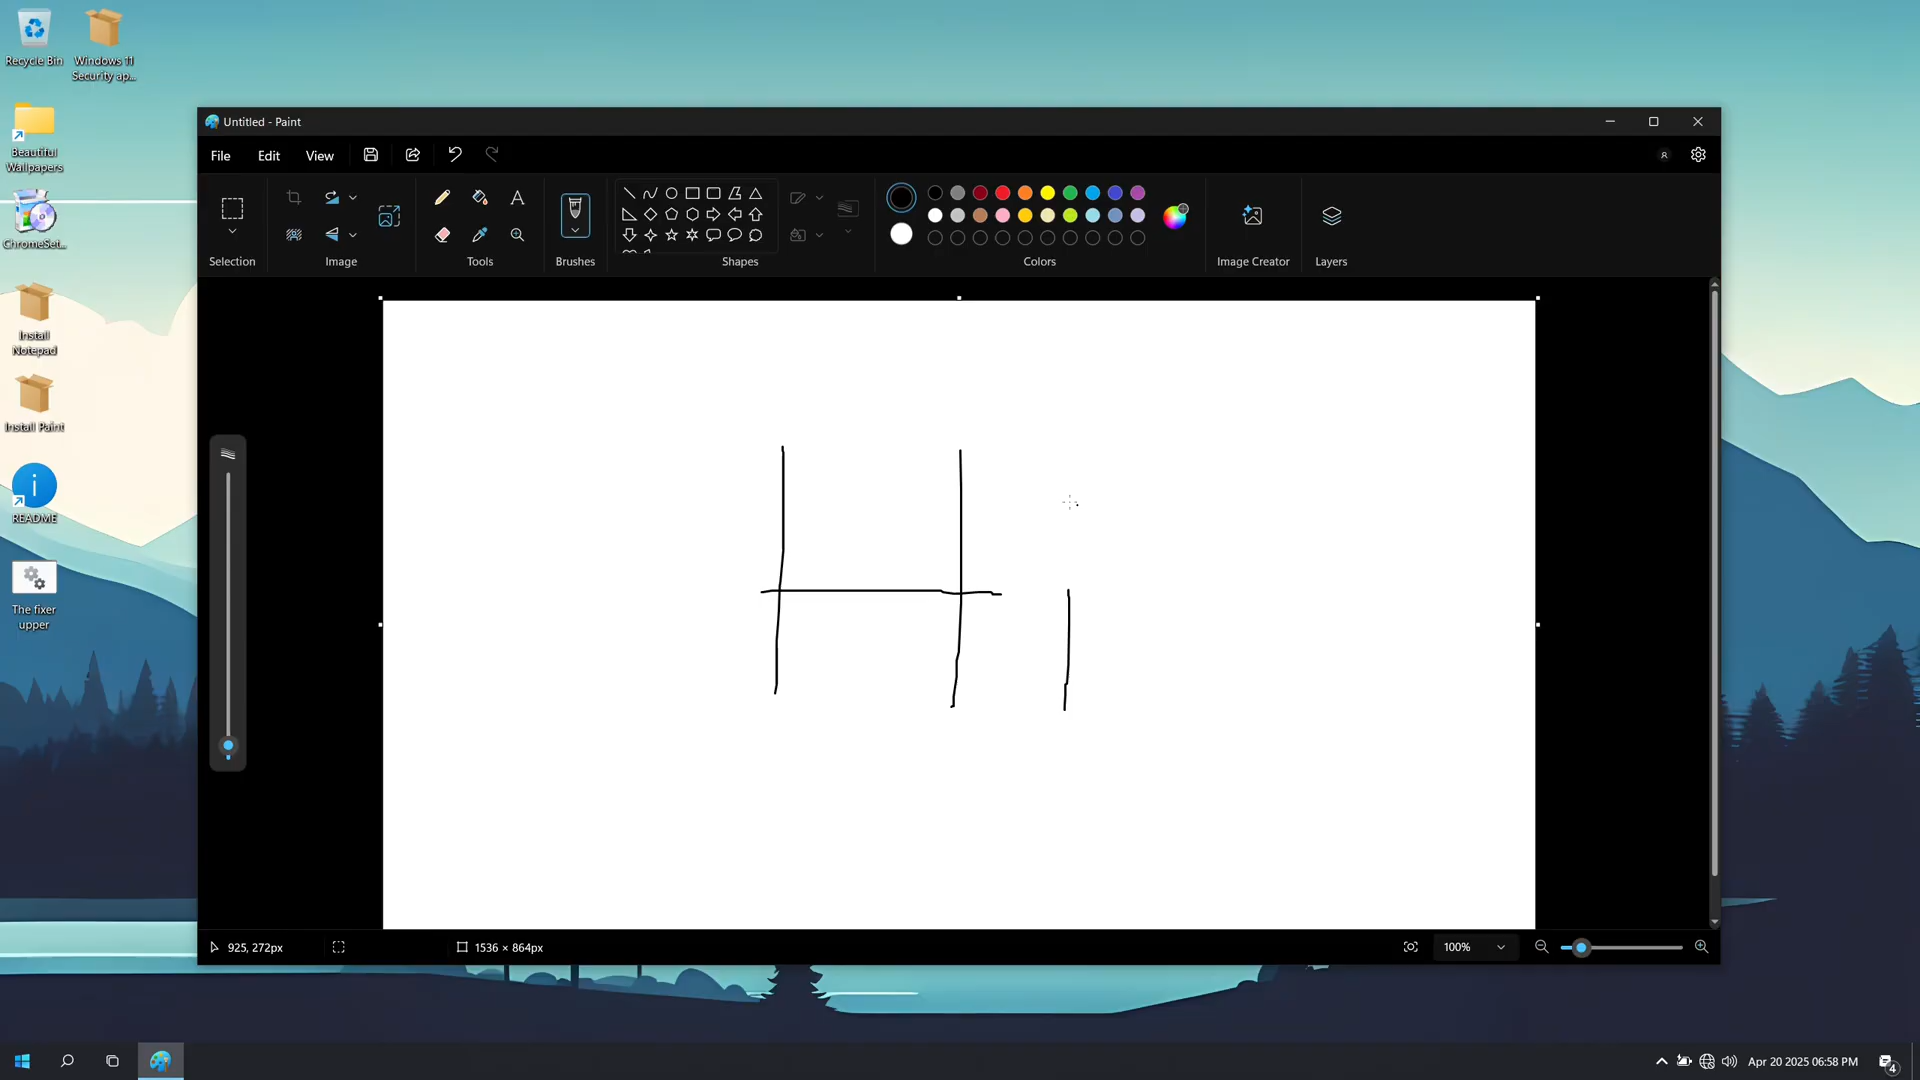 Recycle Bin
Windows 11
Security ap...
Beautiful
Wallpapers
ChromeSet...
Install
Notepad
Install Paint
README
The fixer
upper
Untitled - Paint
File Edit View
Selection Image Tools Brushes Shapes Colors Image Creator Layers
Hi
925, 272px 1536 × 864px 100%
Apr 20 2025 06:58 PM 4